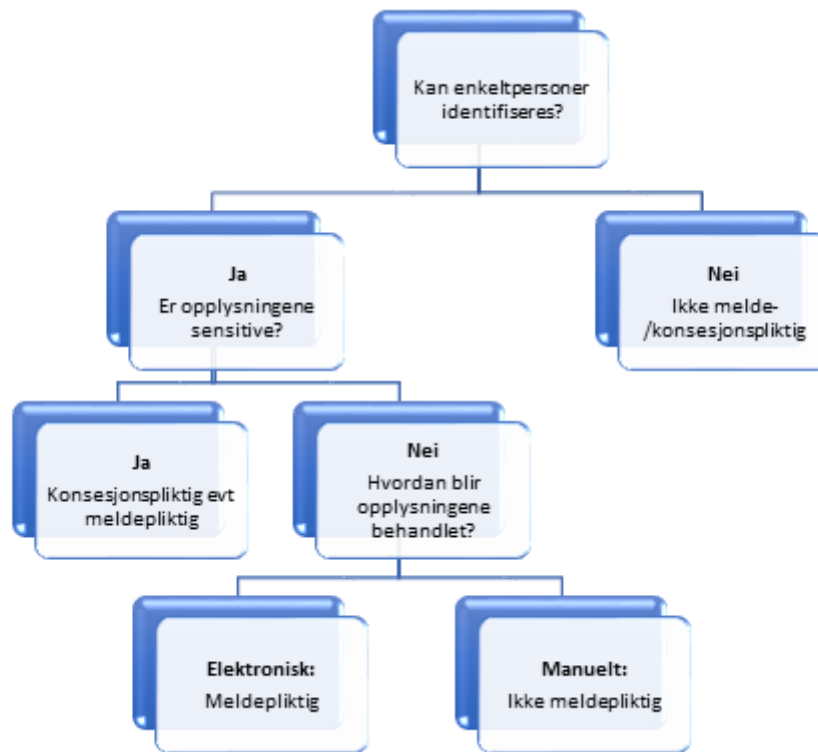 Kan enkeltpersoner
identifiseres?
Ja
Er opplysningene
sensitive?
Nei
Ikke melde-
/konsesjonspliktig
Ja
Konsesjonspliktig evt
meldepliktig
Nei
Hvordan blir
opplysningene
behandlet?
Elektronisk:
Meldepliktig
Manuelt:
Ikke meldepliktig